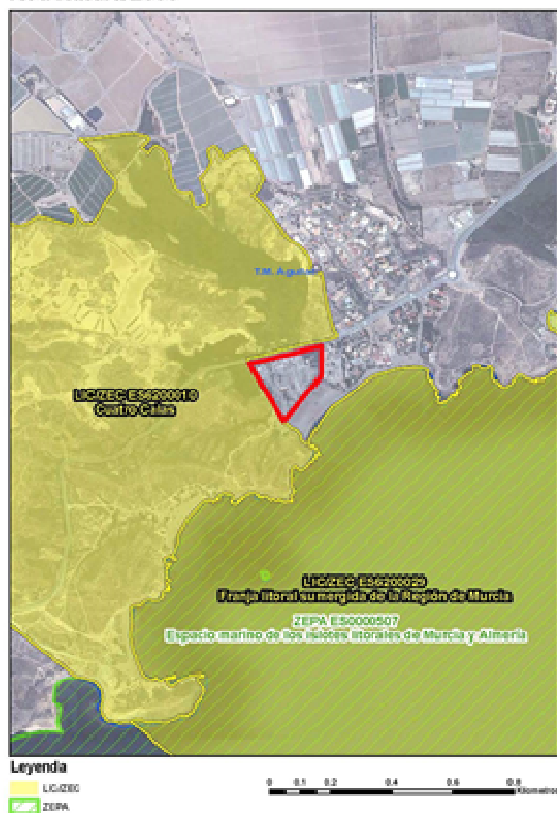 T.M. Aguilas
LIC/ZEC ES6200010
Cuatro Calas
LIC/ZEC ES6200029
Franja litoral sumergida de la Región de Murcia
ZEPA ES0000507
Espacio marino de los islotes litorales de Murcia y Almería
Leyenda
LIC/ZEC
ZEPA
0 0.1 0.2 0.4 0.6 0.8
Kilometros